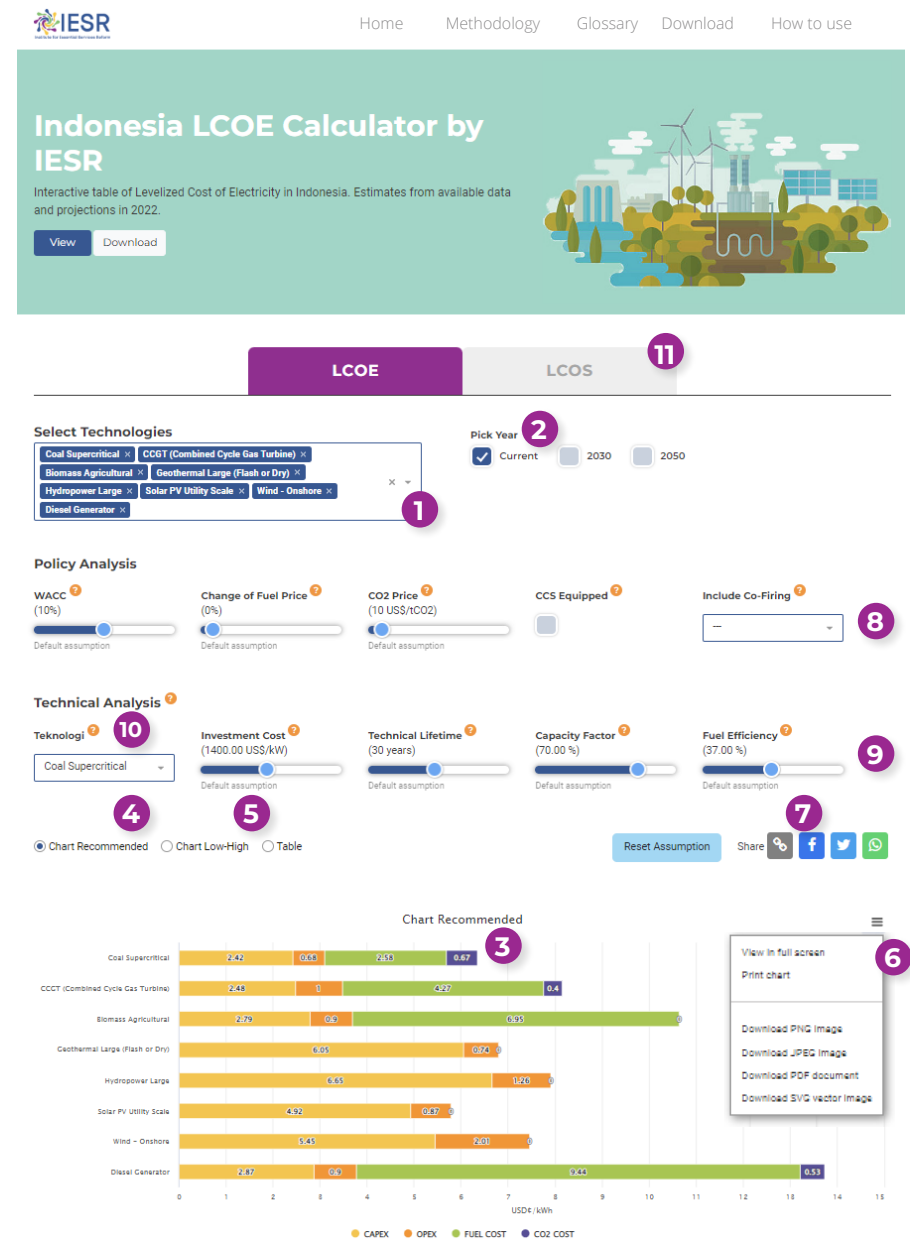 IESR
Institute for Essential Services Reform
Home Methodology Glossary Download How to use
Indonesia LCOE Calculator by
IESR
Interactive table of Levelized Cost of Electricity in Indonesia. Estimates from available data
and projections in 2022.
View Download
LCOE LCOS 11
Select Technologies
Coal Supercritical × CCGT (Combined Cycle Gas Turbine) ×
Biomass Agricultural × Geothermal Large (Flash or Dry) ×
Hydropower Large × Solar PV Utility Scale × Wind - Onshore ×
Diesel Generator ×
×
1
Pick Year 2
Current 2030 2050
Policy Analysis
WACC ? Change of Fuel Price ? CO2 Price ? CCS Equipped ? Include Co-Firing ?
(10%) (0%) (10 US$/tCO2)
--- 8
Default assumption Default assumption Default assumption
Technical Analysis ?
Teknologi ? 10 Investment Cost ? Technical Lifetime ? Capacity Factor ? Fuel Efficiency ?
(1400.00 US$/kW) (30 years) (70.00 %) (37.00 %)
Coal Supercritical 9
Default assumption Default assumption Default assumption Default assumption
4 5 7
Chart Recommended Chart Low-High Table Reset Assumption Share
Chart Recommended
3
6
View in full screen
Print chart
Download PNG image
Download JPEG image
Download PDF document
Download SVG vector image
Coal Supercritical 2.42 0.68 2.58 0.67
CCGT (Combined Cycle Gas Turbine) 2.48 1 4.27 0.4
Biomass Agricultural 2.79 0.9 6.95 0
Geothermal Large (Flash or Dry) 6.05 0.74 0
Hydropower Large 6.65 1.26 0
Solar PV Utility Scale 4.92 0.87 0
Wind - Onshore 5.45 2.01 0
Diesel Generator 2.87 0.9 9.44 0.53
0 1 2 3 4 5 6 7 8 9 10 11 12 13 14 15
USD¢/kWh
CAPEX OPEX FUEL COST CO2 COST